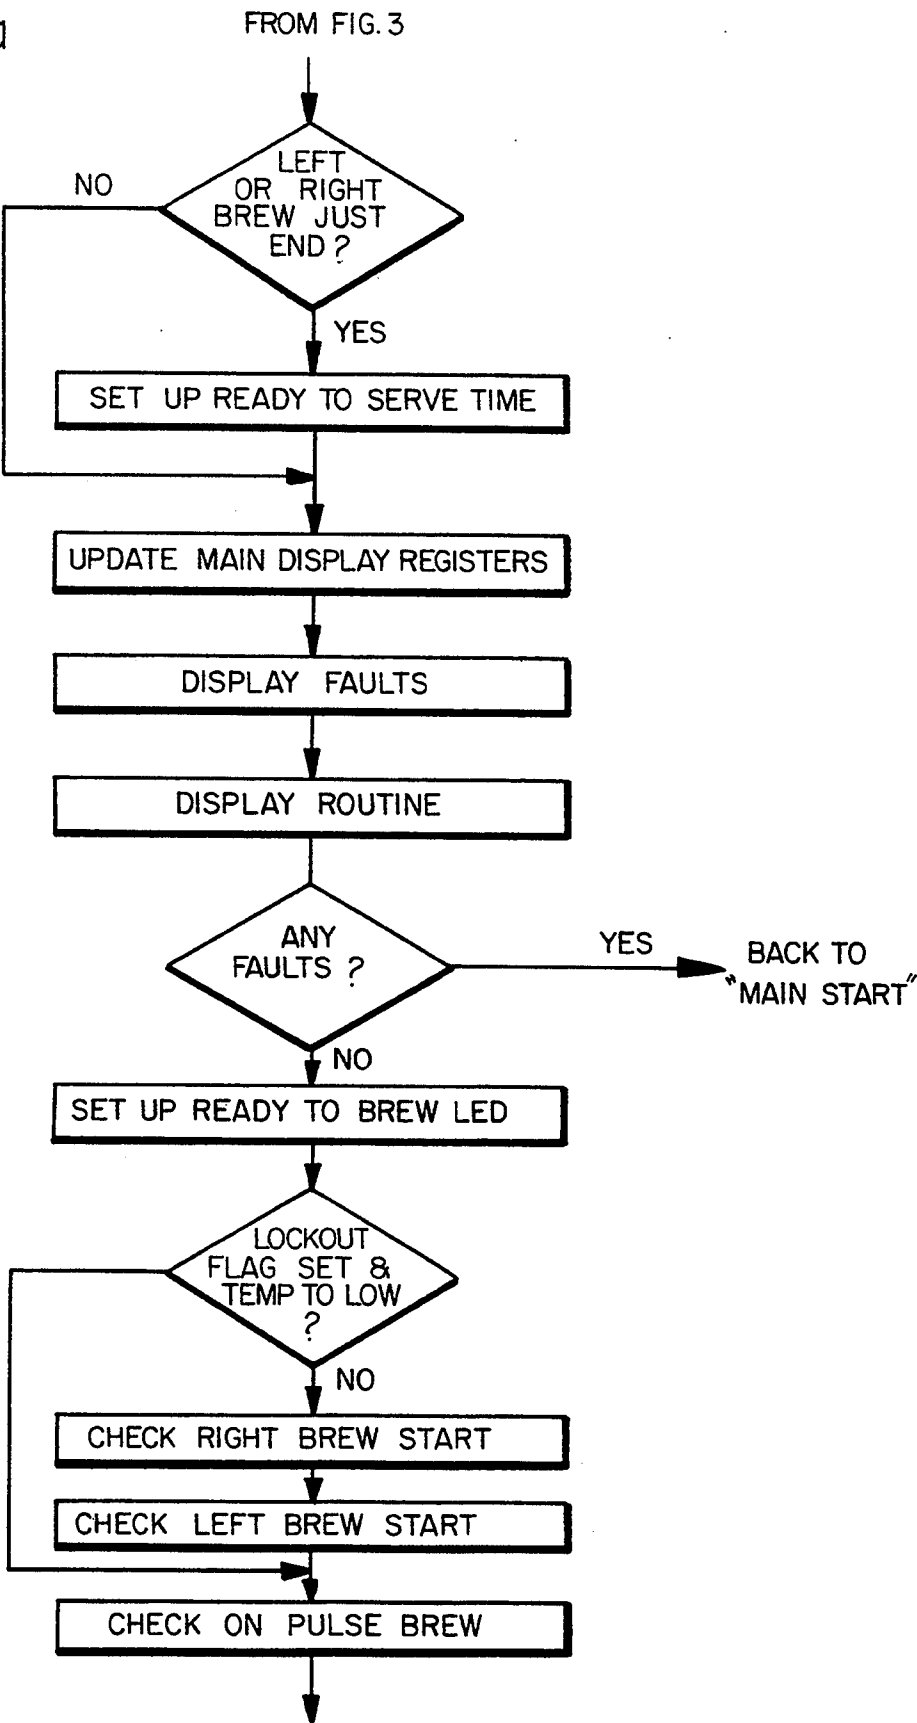 FROM FIG. 3
LEFT
OR RIGHT
BREW JUST
END?
NO
YES
SET UP READY TO SERVE TIME
UPDATE MAIN DISPLAY REGISTERS
DISPLAY FAULTS
DISPLAY ROUTINE
ANY
FAULTS?
YES
BACK TO
"MAIN START"
NO
SET UP READY TO BREW LED
LOCKOUT
FLAG SET &
TEMP TO LOW
?
NO
CHECK RIGHT BREW START
CHECK LEFT BREW START
CHECK ON PULSE BREW